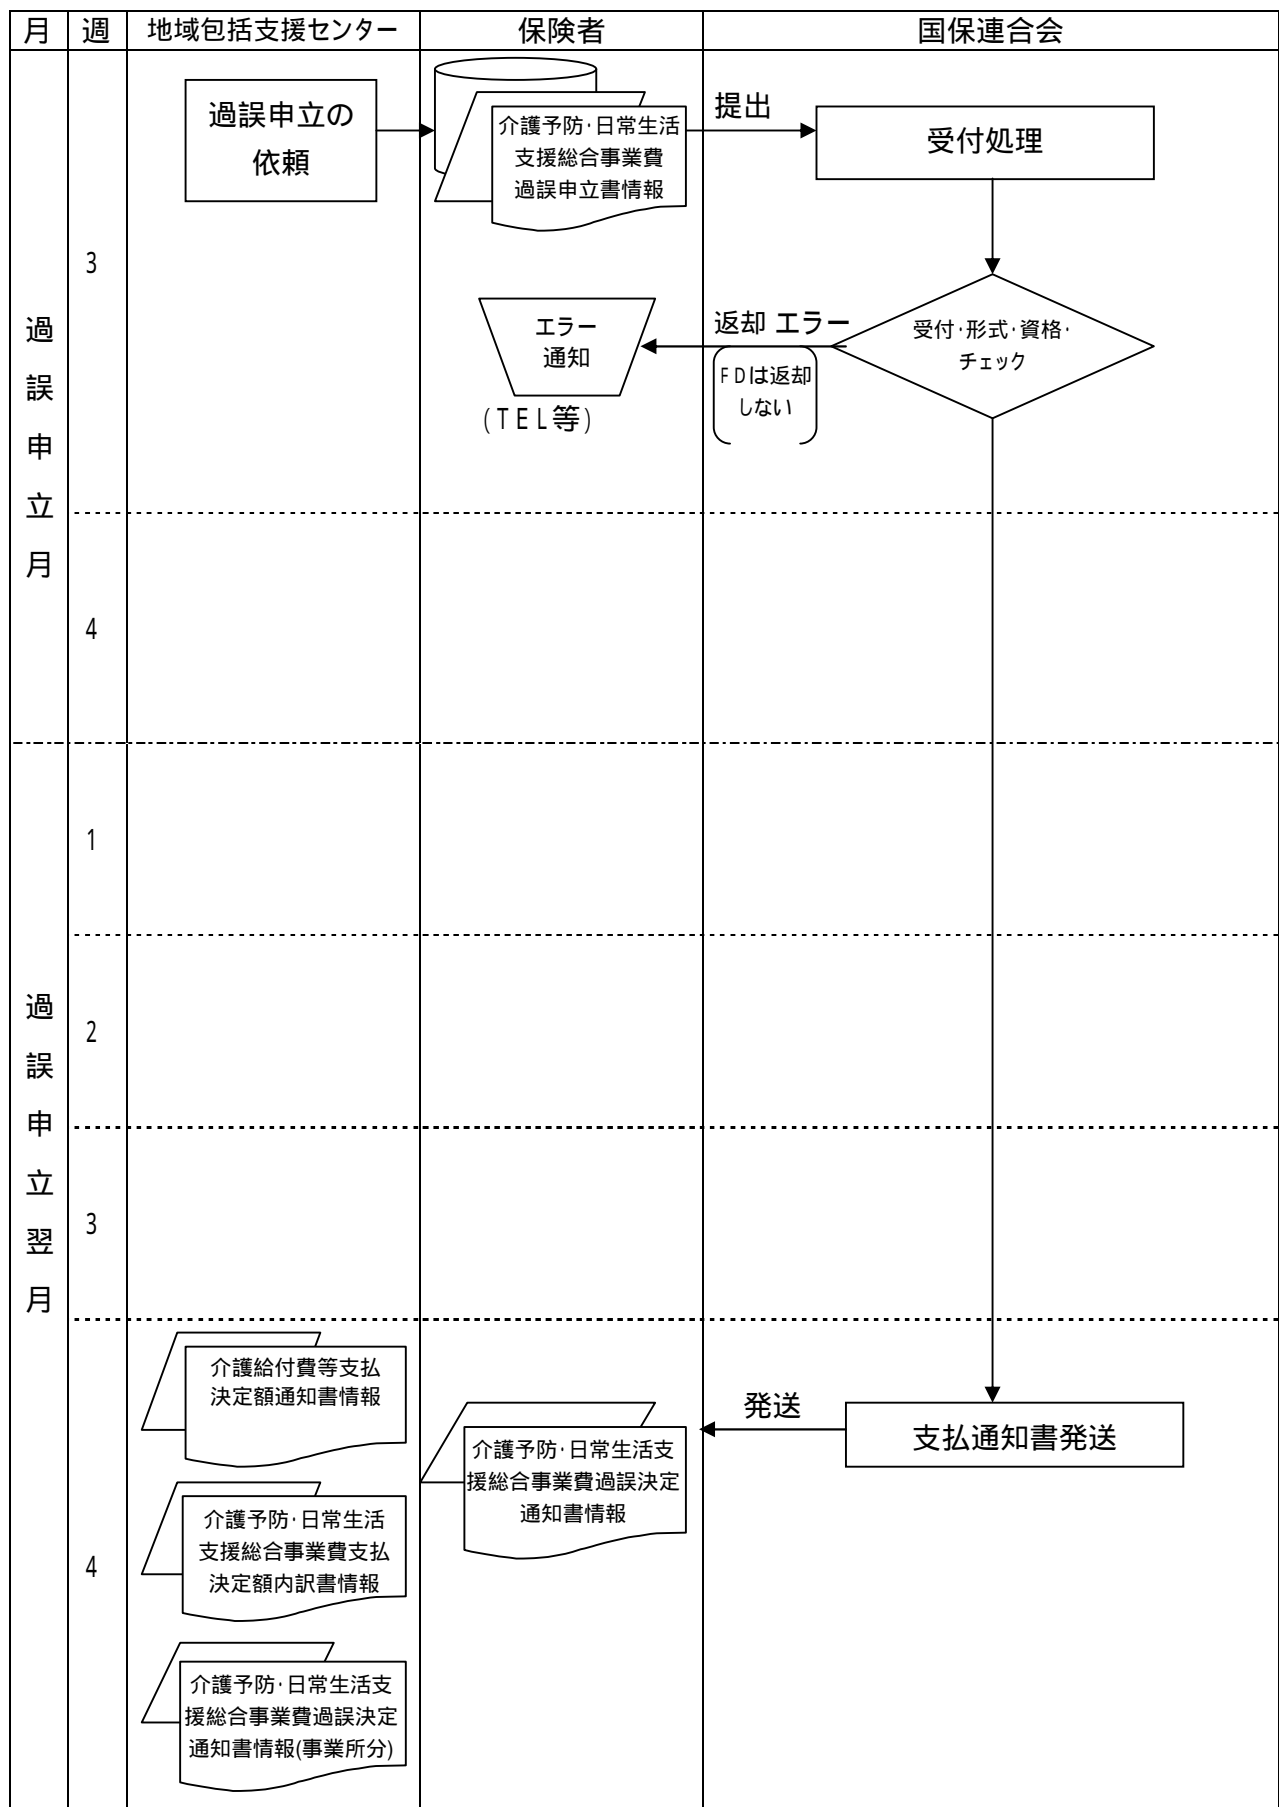 月 週 地域包括支援センター 保険者 国保連合会
過誤申立月
3
過誤申立の
依頼
介護予防・日常生活
支援総合事業費
過誤申立書情報
提出
受付処理
受付・形式・資格・
チェック
返却 エラー
FDは返却
しない
エラー
通知
(TEL等)
4
過誤申立翌月
1
2
3
4
介護給付費等支払
決定額通知書情報
介護予防・日常生活
支援総合事業費支払
決定額内訳書情報
介護予防・日常生活支
援総合事業費過誤決定
通知書情報(事業所分)
介護予防・日常生活支
援総合事業費過誤決定
通知書情報
発送
支払通知書発送